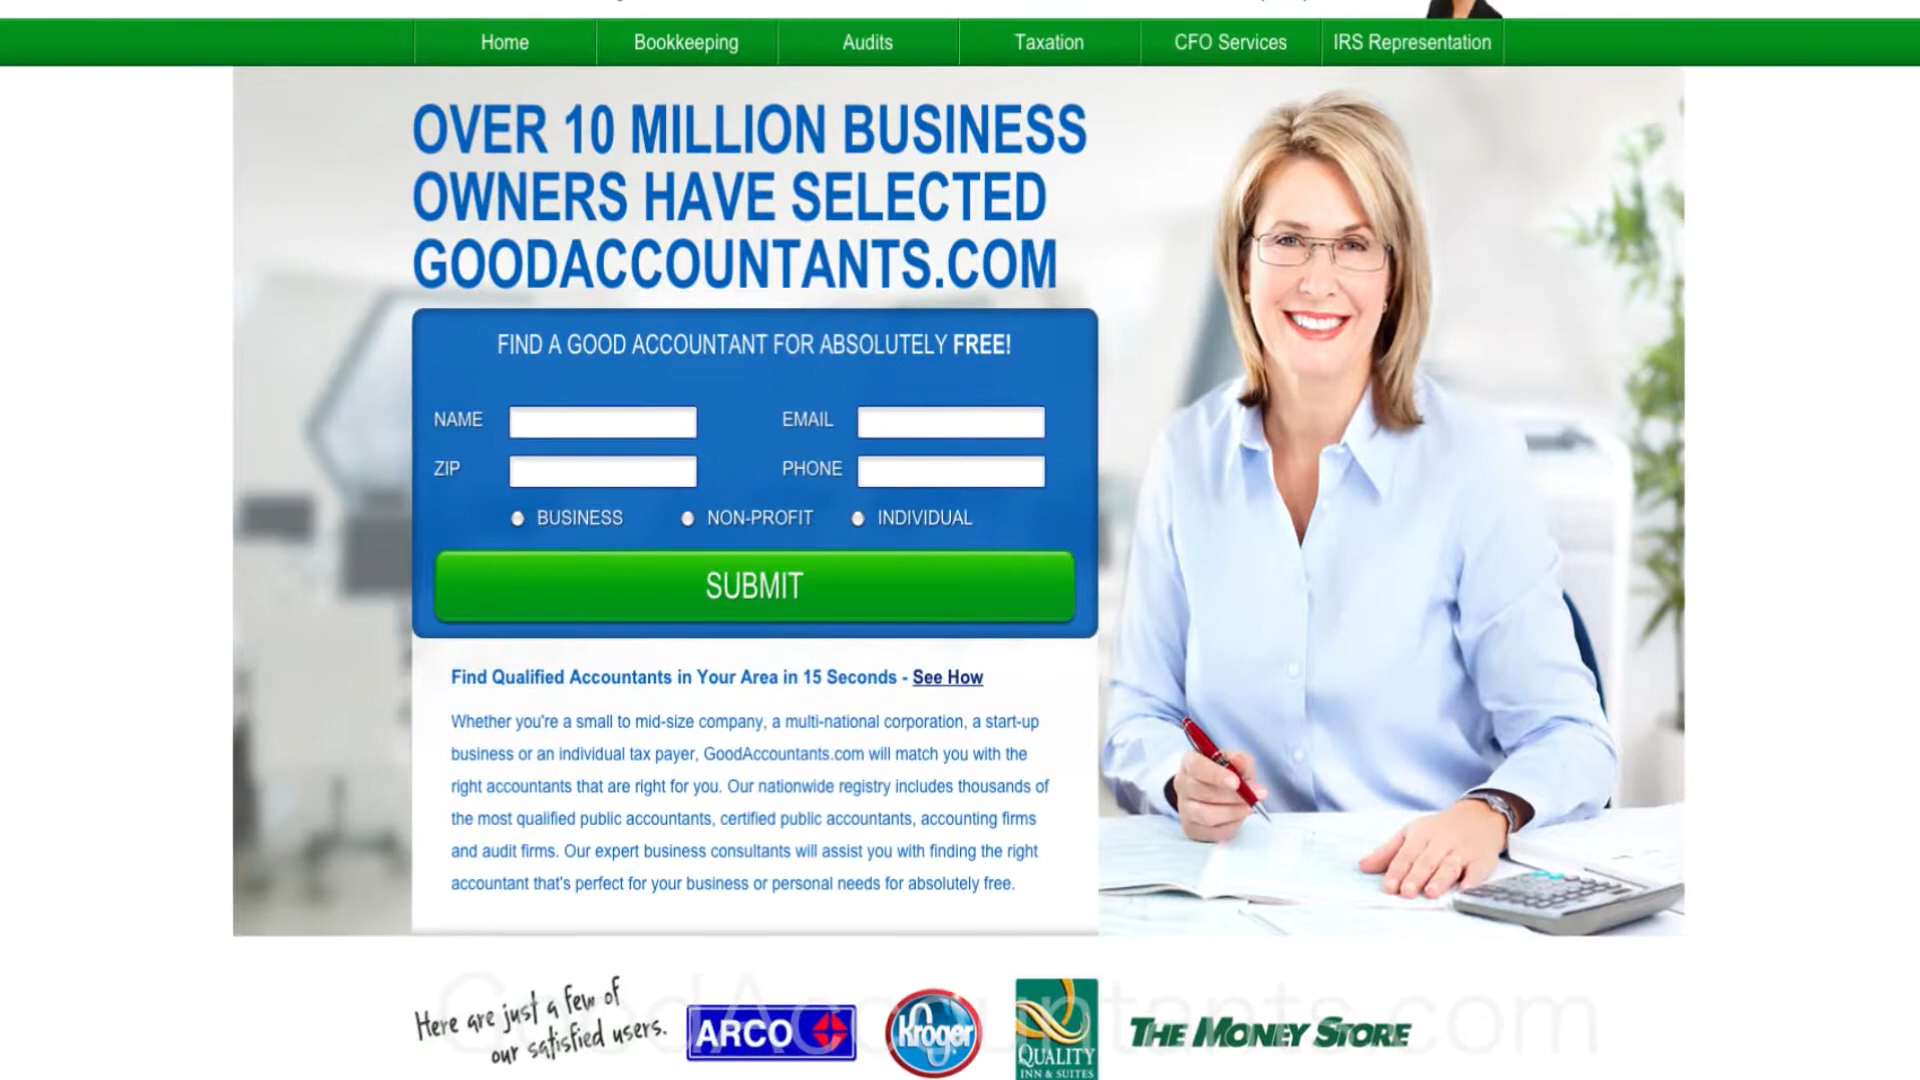 Home
Bookkeeping
Audits
Taxation
CFO Services
IRS Representation
OVER 10 MILLION BUSINESS
OWNERS HAVE SELECTED
GOODACCOUNTANTS.COM
FIND A GOOD ACCOUNTANT FOR ABSOLUTELY FREE!
NAME
EMAIL
ZIP
PHONE
BUSINESS
NON-PROFIT
INDIVIDUAL
SUBMIT
Find Qualified Accountants in Your Area in 15 Seconds - See How
Whether you're a small to mid-size company, a multi-national corporation, a start-up
business or an individual tax payer, GoodAccountants.com will match you with the
right accountants that are right for you. Our nationwide registry includes thousands of
the most qualified public accountants, certified public accountants, accounting firms
and audit firms. Our expert business consultants will assist you with finding the right
accountant that's perfect for your business or personal needs for absolutely free.
Here are just a few of
our satisfied users.
ARCO
Kroger
QUALITY
INN & SUITES
THE MONEY STORE
GoodAccountants.com